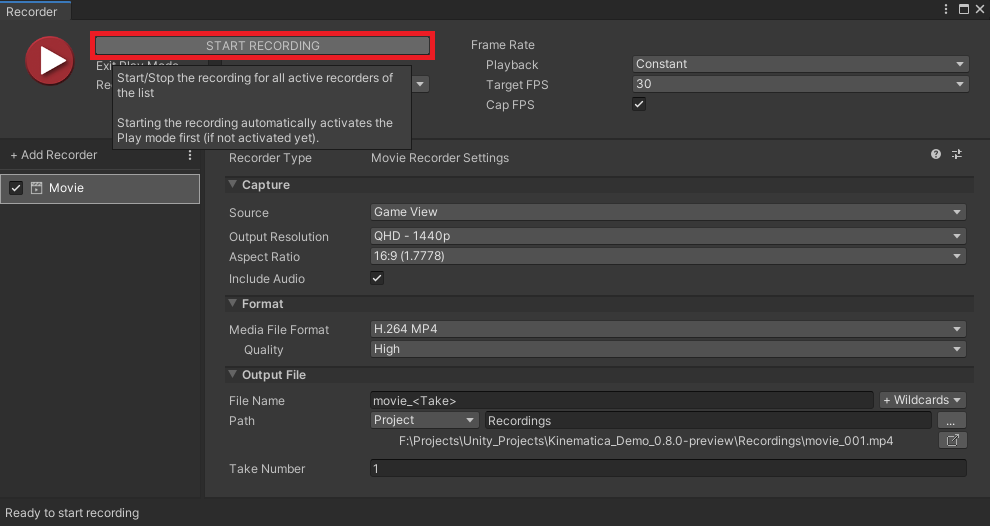 Recorder
START RECORDING
Exit Play Mode
Start/Stop the recording for all active recorders of
the list
Starting the recording automatically activates the
Play mode first (if not activated yet).
Frame Rate
Playback Constant
Target FPS 30
Cap FPS
+ Add Recorder
Movie
Recorder Type Movie Recorder Settings
Capture
Source Game View
Output Resolution QHD - 1440p
Aspect Ratio 16:9 (1.7778)
Include Audio
Format
Media File Format H.264 MP4
Quality High
Output File
File Name movie_<Take> + Wildcards
Path Project Recordings ...
F:\Projects\Unity_Projects\Kinematica_Demo_0.8.0-preview\Recordings\movie_001.mp4
Take Number 1
Ready to start recording